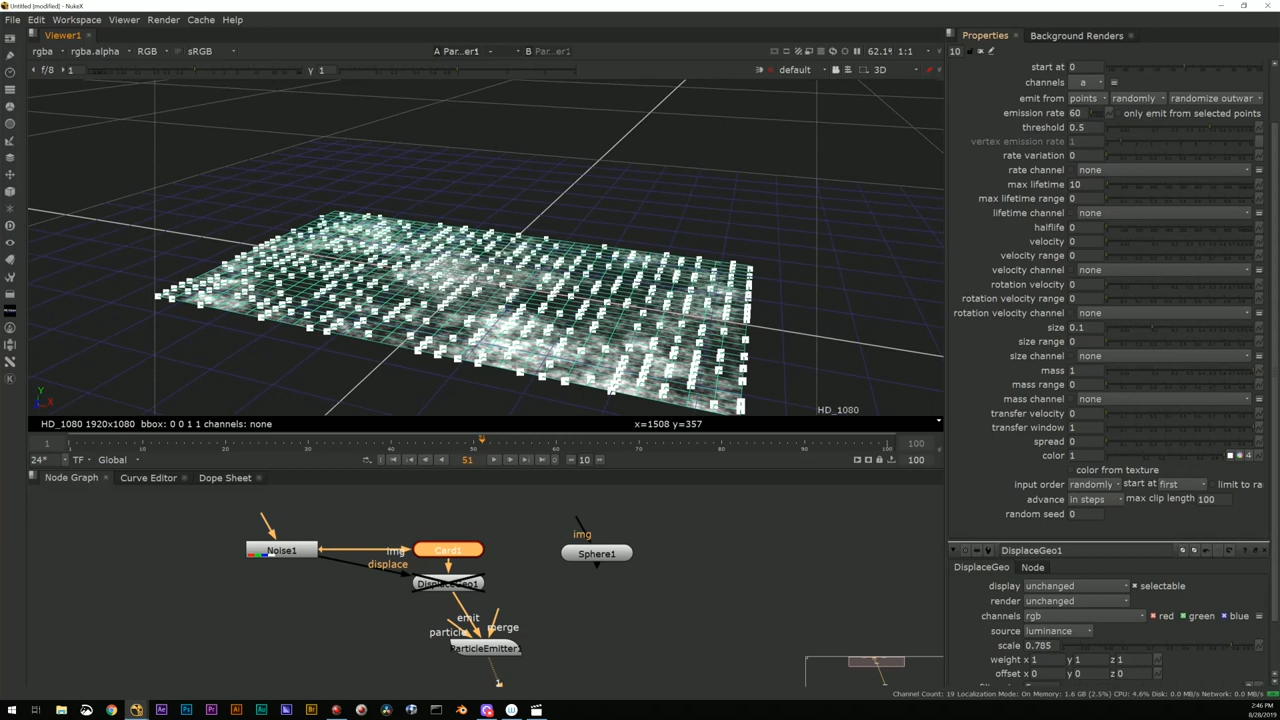 Untitled [modified] - NukeX
File Edit Workspace Viewer Render Cache Help
Viewer1
Properties Background Renders
rgba rgba.alpha RGB sRGB A Par...er1 - B Par...er1 62.1% 1:1
10
f/8 1 Y 1 default 3D
start at 0
channels a
emit from points randomly randomize outwar
emission rate 60 only emit from selected points
threshold 0.5
vertex emission rate 1
rate variation 0
rate channel none
max lifetime 10
max lifetime range 0
lifetime channel none
halflife 0
velocity 0
velocity range 0
velocity channel none
rotation velocity 0
rotation velocity range 0
rotation velocity channel none
size 0.1
size range 0
size channel none
mass 1
mass range 0
mass channel none
transfer velocity 0
transfer window 1
spread 0
color 1 4
color from texture
input order randomly start at first limit to ra
advance in steps max clip length 100
random seed 0
Y
X
HD_1080
HD_1080 1920x1080 bbox: 0 0 1 1 channels: none x=1508 y=357
1 10 20 30 40 50 60 70 80 90 100 100
24* TF Global 51 10 100
Node Graph Curve Editor Dope Sheet
img
Noise1 img Card1 Sphere1
displace
DisplaceGeo1
emit
particle merge
ParticleEmitter1
1
DisplaceGeo1
DisplaceGeo Node
display unchanged selectable
render unchanged
channels rgb red green blue
source luminance
scale 0.785
weight x 1 y 1 z 1
offset x 0 y 0 z 0
Channel Count: 19 Localization Mode: On Memory: 1.6 GB (2.5%) CPU: 4.6% Disk: 0.0 MB/s Network: 0.0 MB/s
Ae Ps Pr Ai Au Br
2:46 PM
8/28/2019